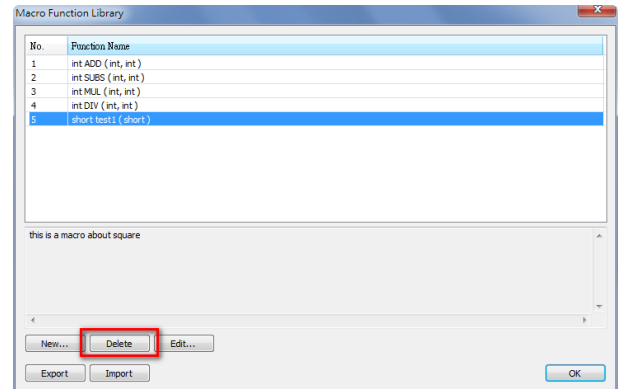 Macro Function Library
No. Function Name
1 int ADD ( int, int )
2 int SUBS ( int, int )
3 int MUL ( int, int )
4 int DIV ( int, int )
5 short test1 ( short )
this is a macro about square
New... Delete Edit...
Export Import OK